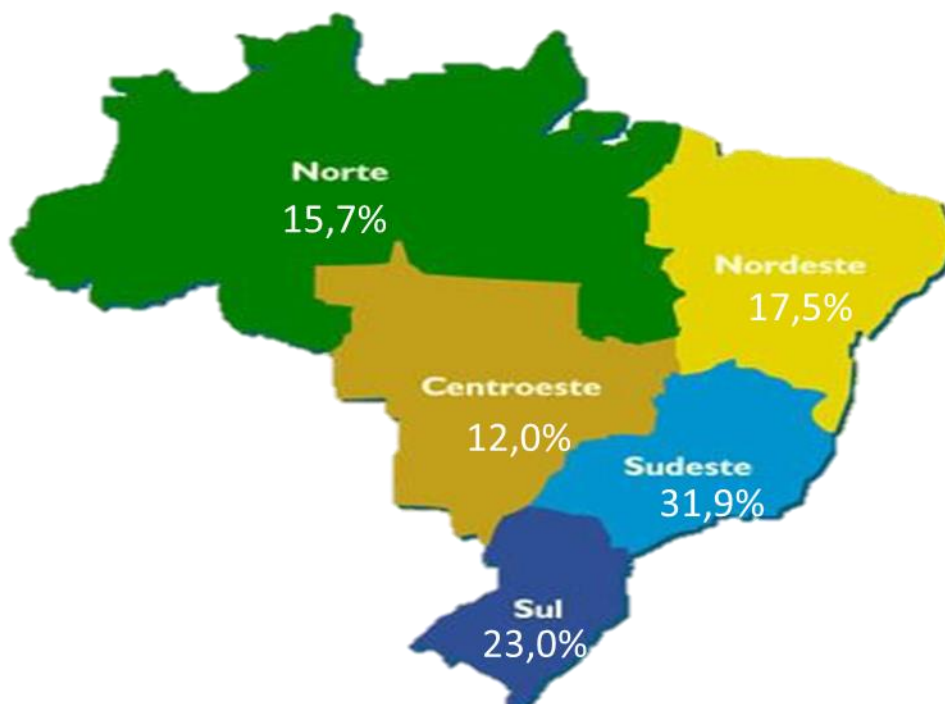 Norte
15,7%
Nordeste
17,5%
Centroeste
12,0%
Sudeste
31,9%
Sul
23,0%